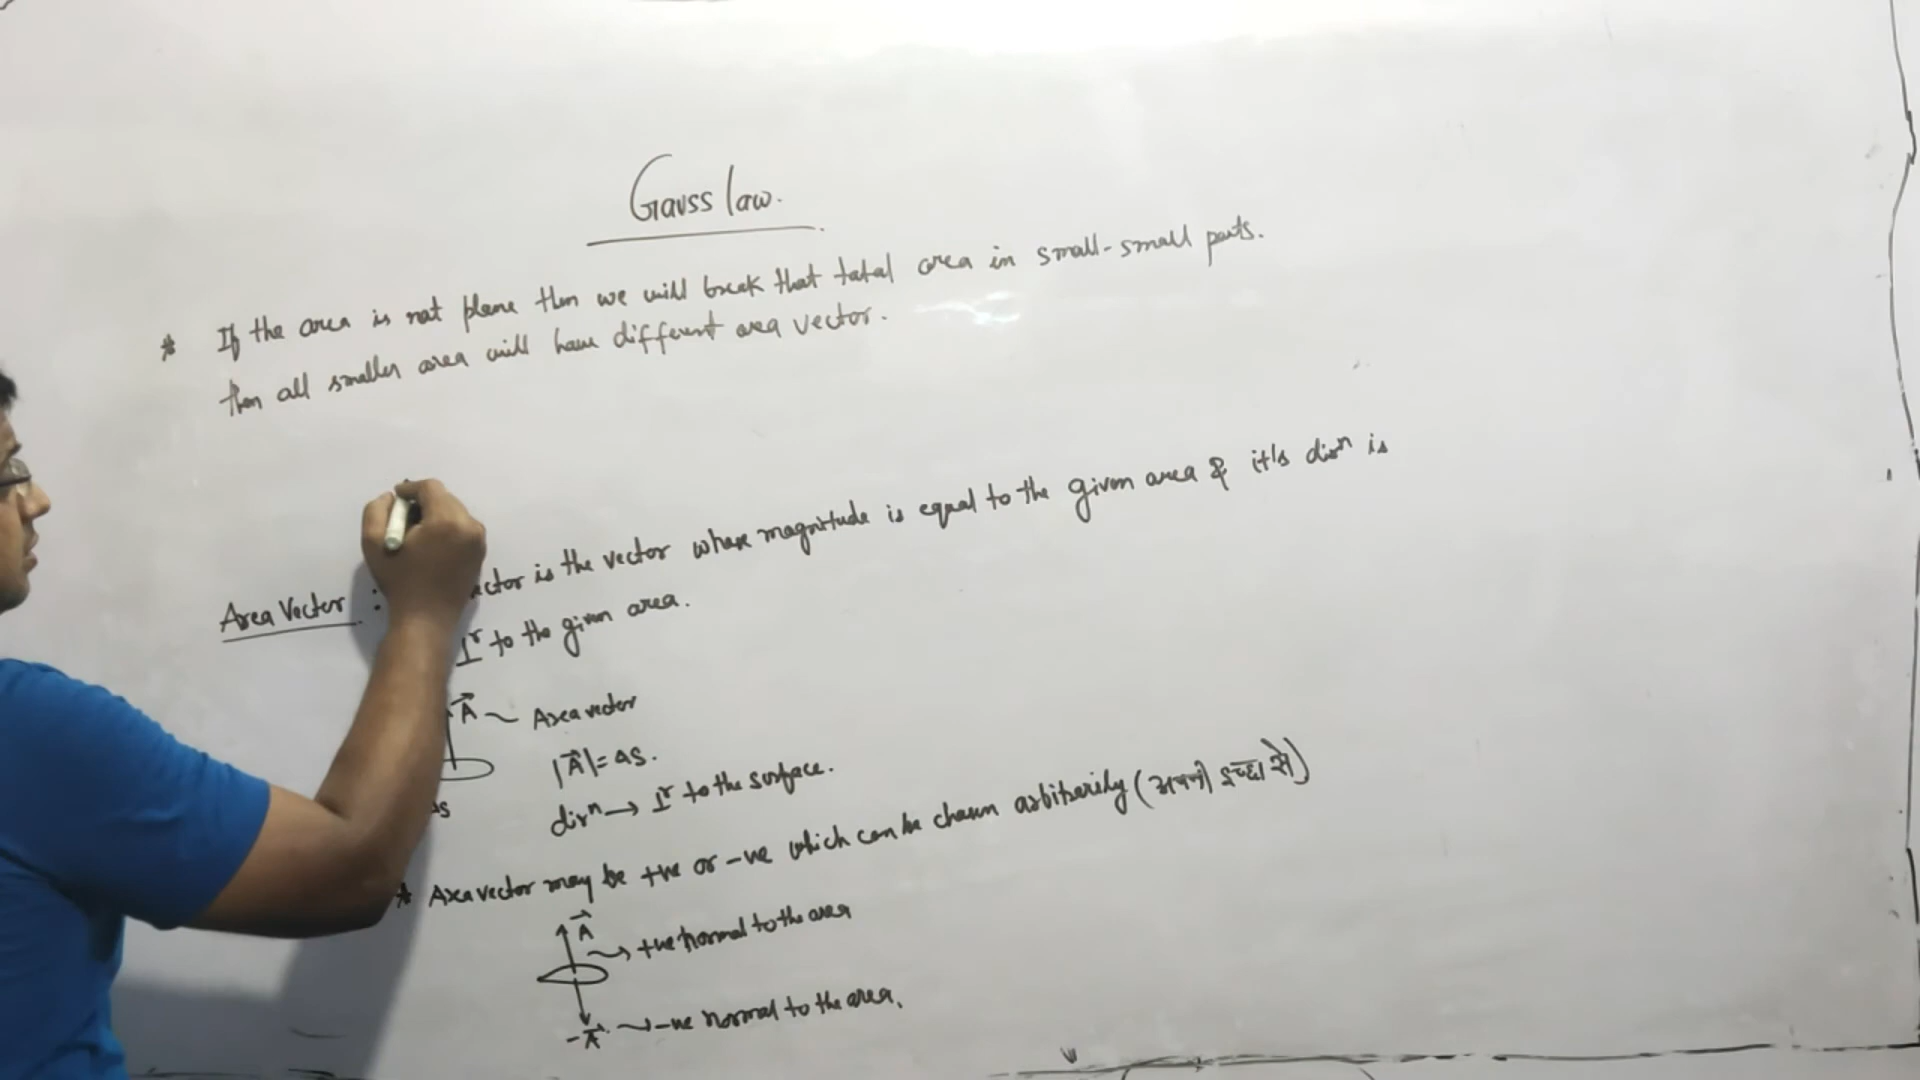 Gauss law.
* If the area is not plane then we will break that total area in small-small parts.
then all smaller area will have different area vector.
Area Vector : ctor is the vector whose magnitude is equal to the given area & it's dirⁿ is
⊥ʳ to the given area.
A⃗ Area vector
|A⃗| = ΔS.
dirⁿ → ⊥ʳ to the surface.
* Area vector may be +ve or -ve which can be chosen arbitrarily (अपनी इच्छा से)
A⃗
→ +ve normal to the area
-A⃗ → -ve normal to the area.